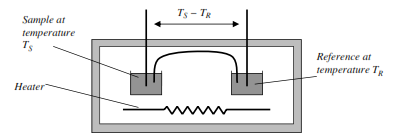 Sample at
temperature
T_S
T_S – T_R
Reference at
temperature T_R
Heater